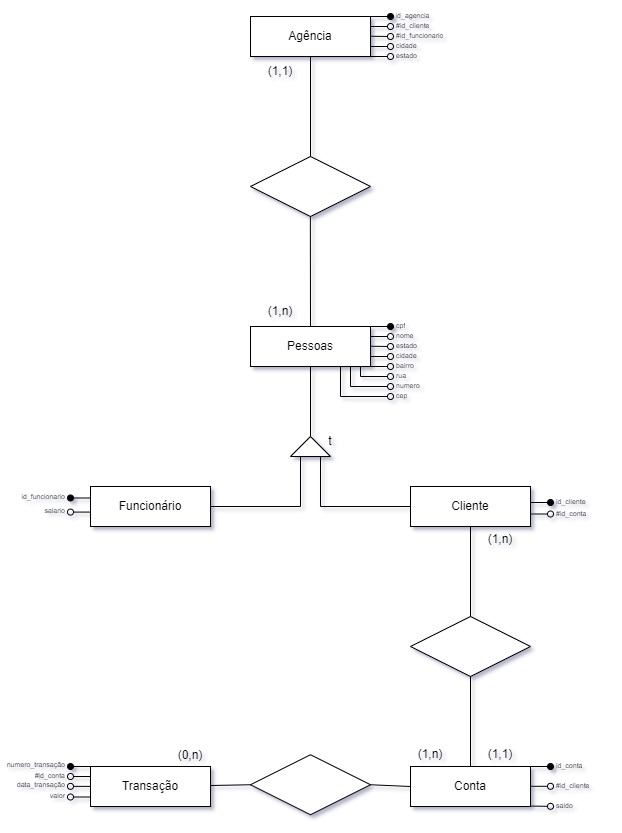 Agência
id_agencia
#id_cliente
#id_funcionario
cidade
estado
(1,1)
(1,n)
Pessoas
cpf
nome
estado
cidade
bairro
rua
numero
cep
t
id_funcionario
salario
Funcionário
Cliente
id_cliente
#id_conta
(1,n)
(0,n)
(1,n)
(1,1)
numero_transação
#id_conta
data_transação
valor
Transação
Conta
id_conta
#id_cliente
saldo